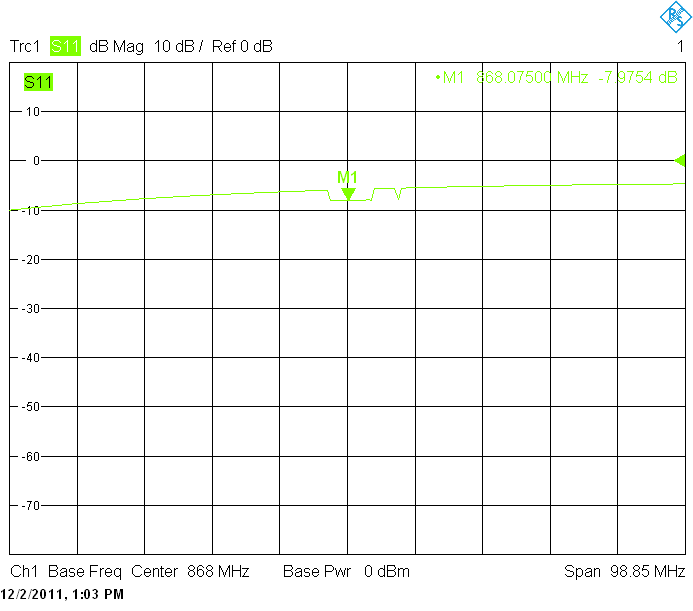 Trc1 S11 dB Mag 10 dB / Ref 0 dB 1
S11 •M1 868.07500 MHz -7.9754 dB
10
0
M1
-10
-20
-30
-40
-50
-60
-70
Ch1 Base Freq Center 868 MHz Base Pwr 0 dBm Span 98.85 MHz
12/2/2011, 1:03 PM